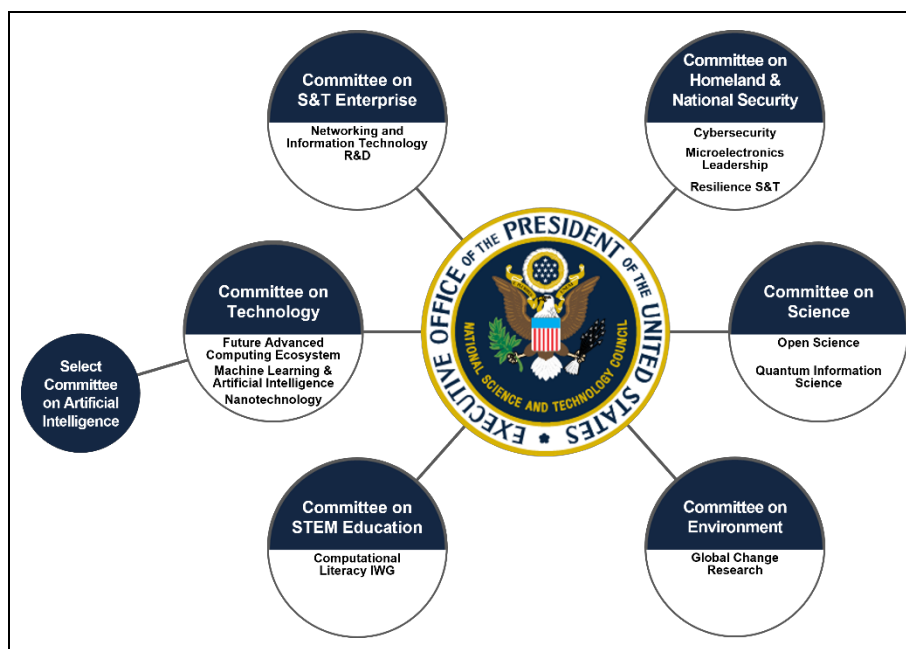 Committee on
S&T Enterprise
Networking and
Information Technology
R&D
Committee on
Homeland &
National Security
Cybersecurity
Microelectronics
Leadership
Resilience S&T
EXECUTIVE OFFICE OF THE PRESIDENT OF THE UNITED STATES
NATIONAL SCIENCE AND TECHNOLOGY COUNCIL
Committee on
Technology
Future Advanced
Computing Ecosystem
Machine Learning &
Artificial Intelligence
Nanotechnology
Committee on
Science
Open Science
Quantum Information
Science
Select
Committee
on Artificial
Intelligence
Committee on
STEM Education
Computational
Literacy IWG
Committee on
Environment
Global Change
Research